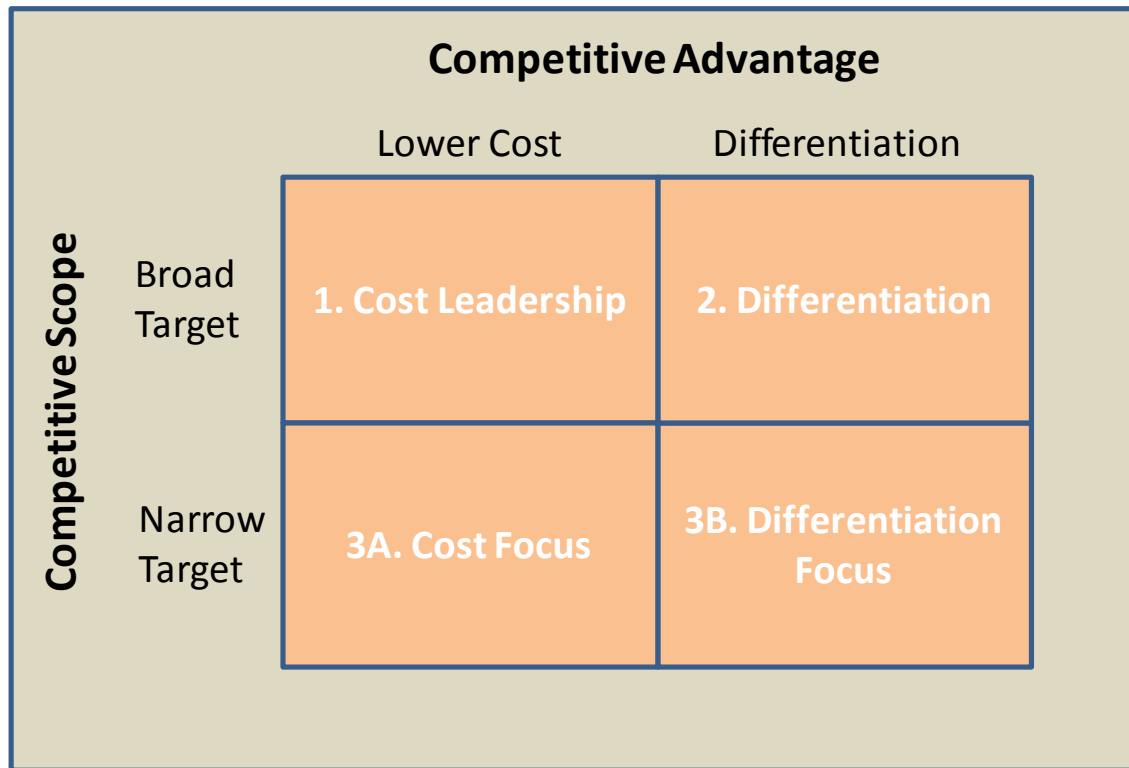 Competitive Advantage
Lower Cost
Differentiation
Competitive Scope
Broad
Target
1. Cost Leadership
2. Differentiation
Narrow
Target
3A. Cost Focus
3B. Differentiation
Focus